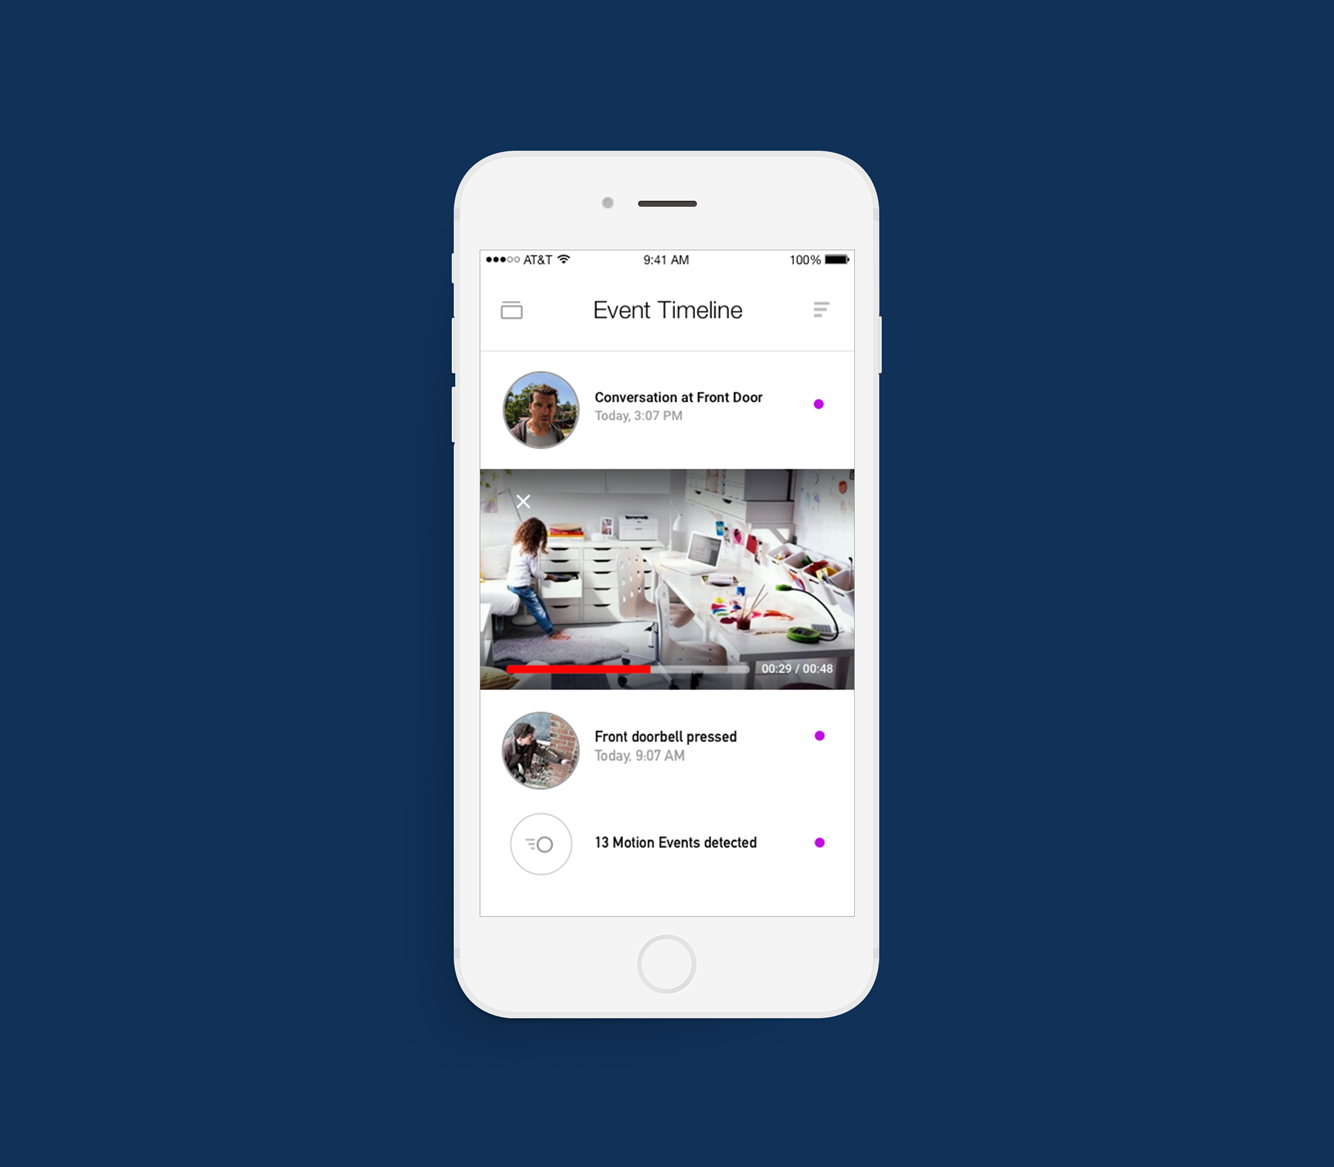 AT&T 9:41 AM 100%
Event Timeline
Conversation at Front Door
Today, 3:07 PM
00:29 / 00:48
Front doorbell pressed
Today, 9:07 AM
13 Motion Events detected